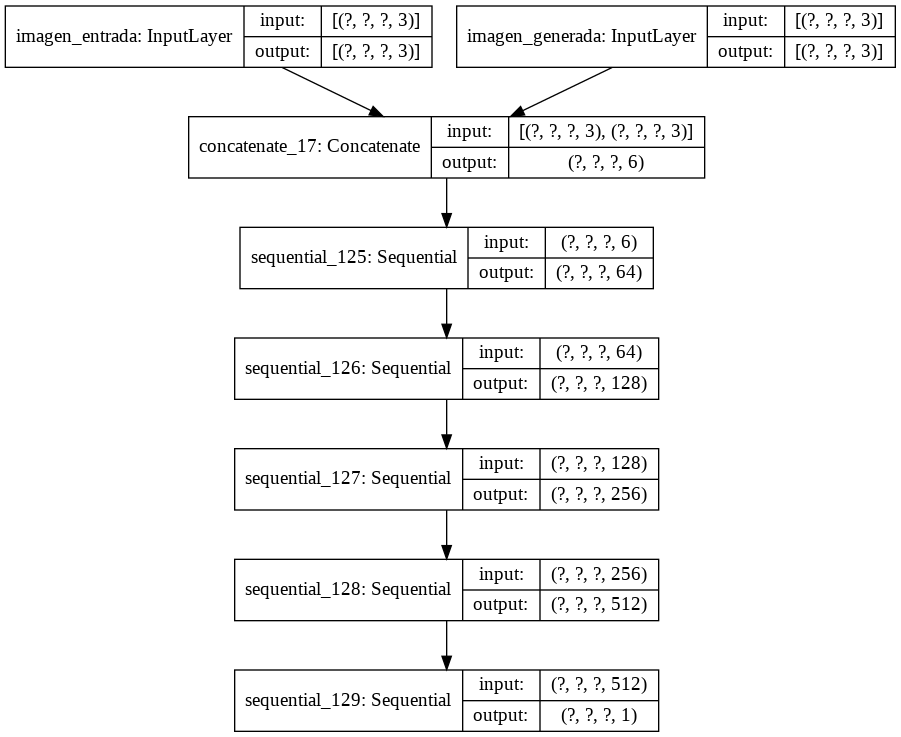 imagen_entrada: InputLayer
input: [(?, ?, ?, 3)]
output: [(?, ?, ?, 3)]
imagen_generada: InputLayer
input: [(?, ?, ?, 3)]
output: [(?, ?, ?, 3)]
concatenate_17: Concatenate
input: [(?, ?, ?, 3), (?, ?, ?, 3)]
output: (?, ?, ?, 6)
sequential_125: Sequential
input: (?, ?, ?, 6)
output: (?, ?, ?, 64)
sequential_126: Sequential
input: (?, ?, ?, 64)
output: (?, ?, ?, 128)
sequential_127: Sequential
input: (?, ?, ?, 128)
output: (?, ?, ?, 256)
sequential_128: Sequential
input: (?, ?, ?, 256)
output: (?, ?, ?, 512)
sequential_129: Sequential
input: (?, ?, ?, 512)
output: (?, ?, ?, 1)